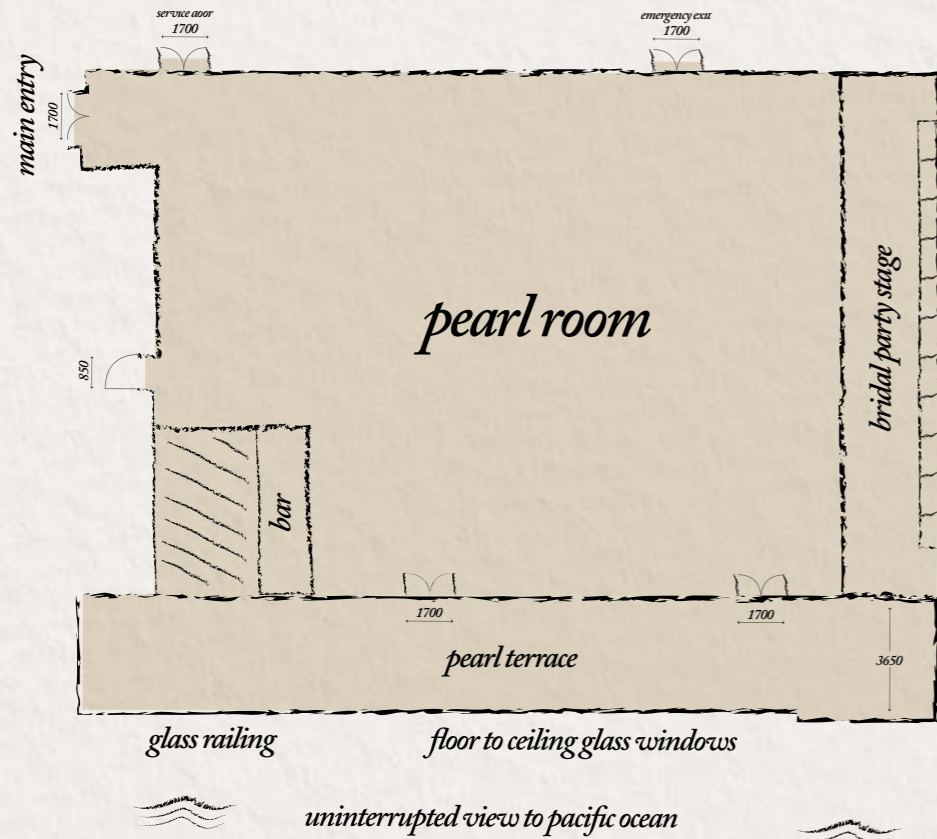 service door
1700
emergency exit
1700
main entry
1700
pearl room
bridal party stage
850
bar
1700
1700
pearl terrace
3650
glass railing
floor to ceiling glass windows
uninterrupted view to pacific ocean